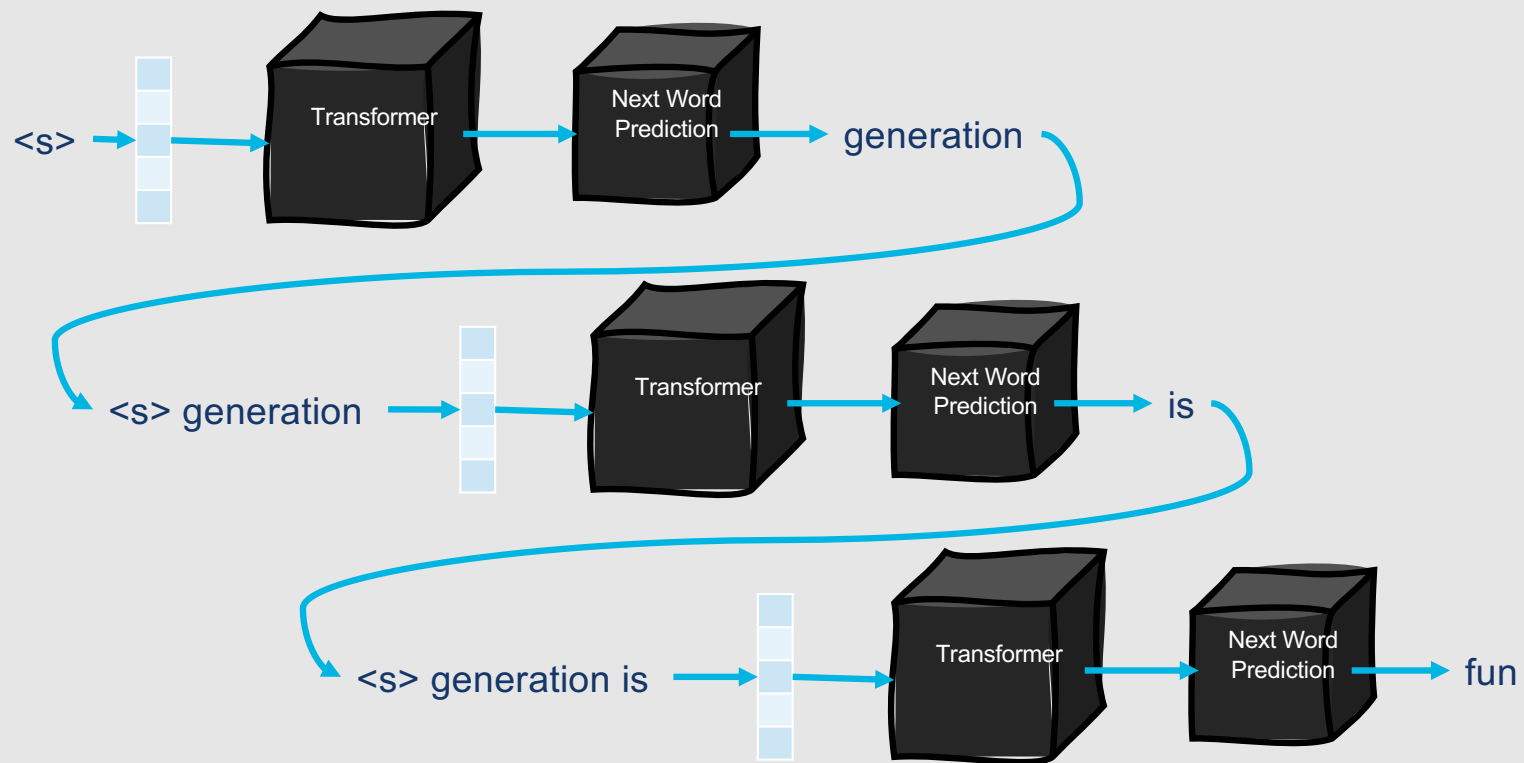 <s>
Transformer
Next Word
Prediction
generation
<s> generation
Transformer
Next Word
Prediction
is
<s> generation is
Transformer
Next Word
Prediction
fun